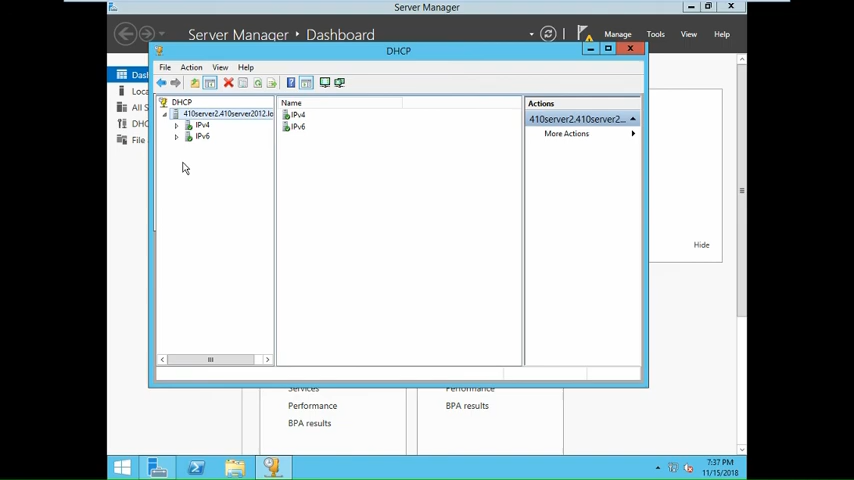 Server Manager
Server Manager · Dashboard
Manage Tools View Help
DHCP
File Action View Help
DHCP
410server2.410server2012.lo
IPv4
IPv6
Name
IPv4
IPv6
Actions
410server2.410server2...
More Actions
Hide
Services
Performance
BPA results
Performance
BPA results
7:37 PM
11/15/2018